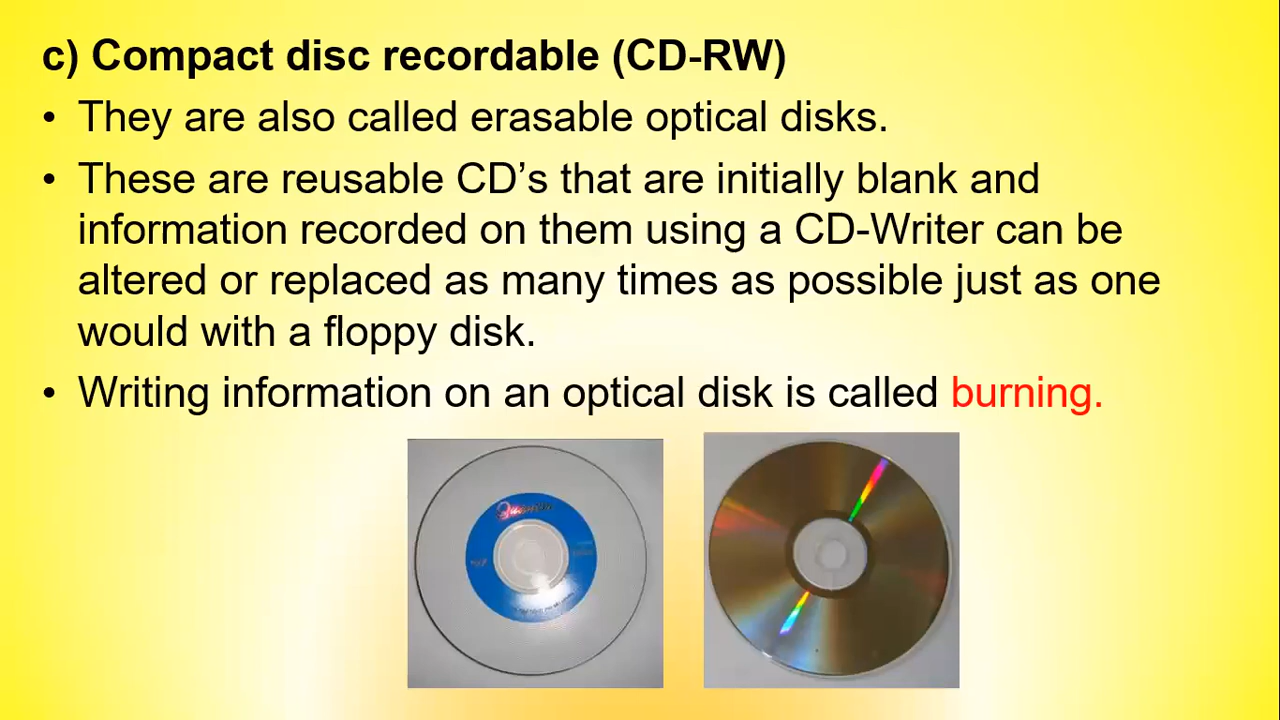 c) Compact disc recordable (CD-RW)
• They are also called erasable optical disks.
• These are reusable CD’s that are initially blank and
information recorded on them using a CD-Writer can be
altered or replaced as many times as possible just as one
would with a floppy disk.
• Writing information on an optical disk is called burning.